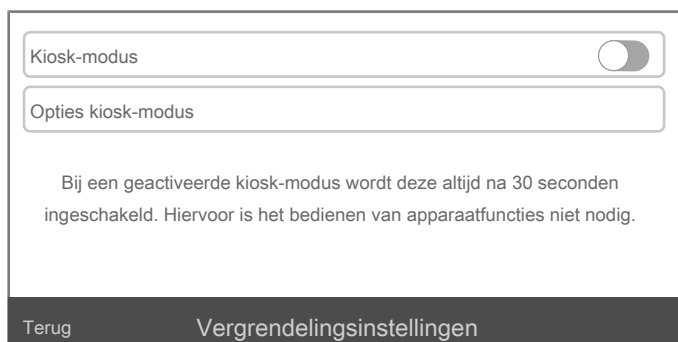 Kiosk-modus
Opties kiosk-modus
Bij een geactiveerde kiosk-modus wordt deze altijd na 30 seconden
ingeschakeld. Hiervoor is het bedienen van apparaatfuncties niet nodig.
Terug Vergrendelingsinstellingen